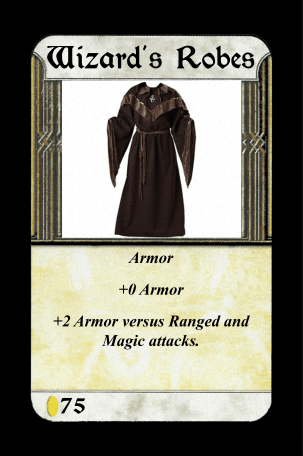 Wizard's Robes
Armor
+0 Armor
+2 Armor versus Ranged and
Magic attacks.
75